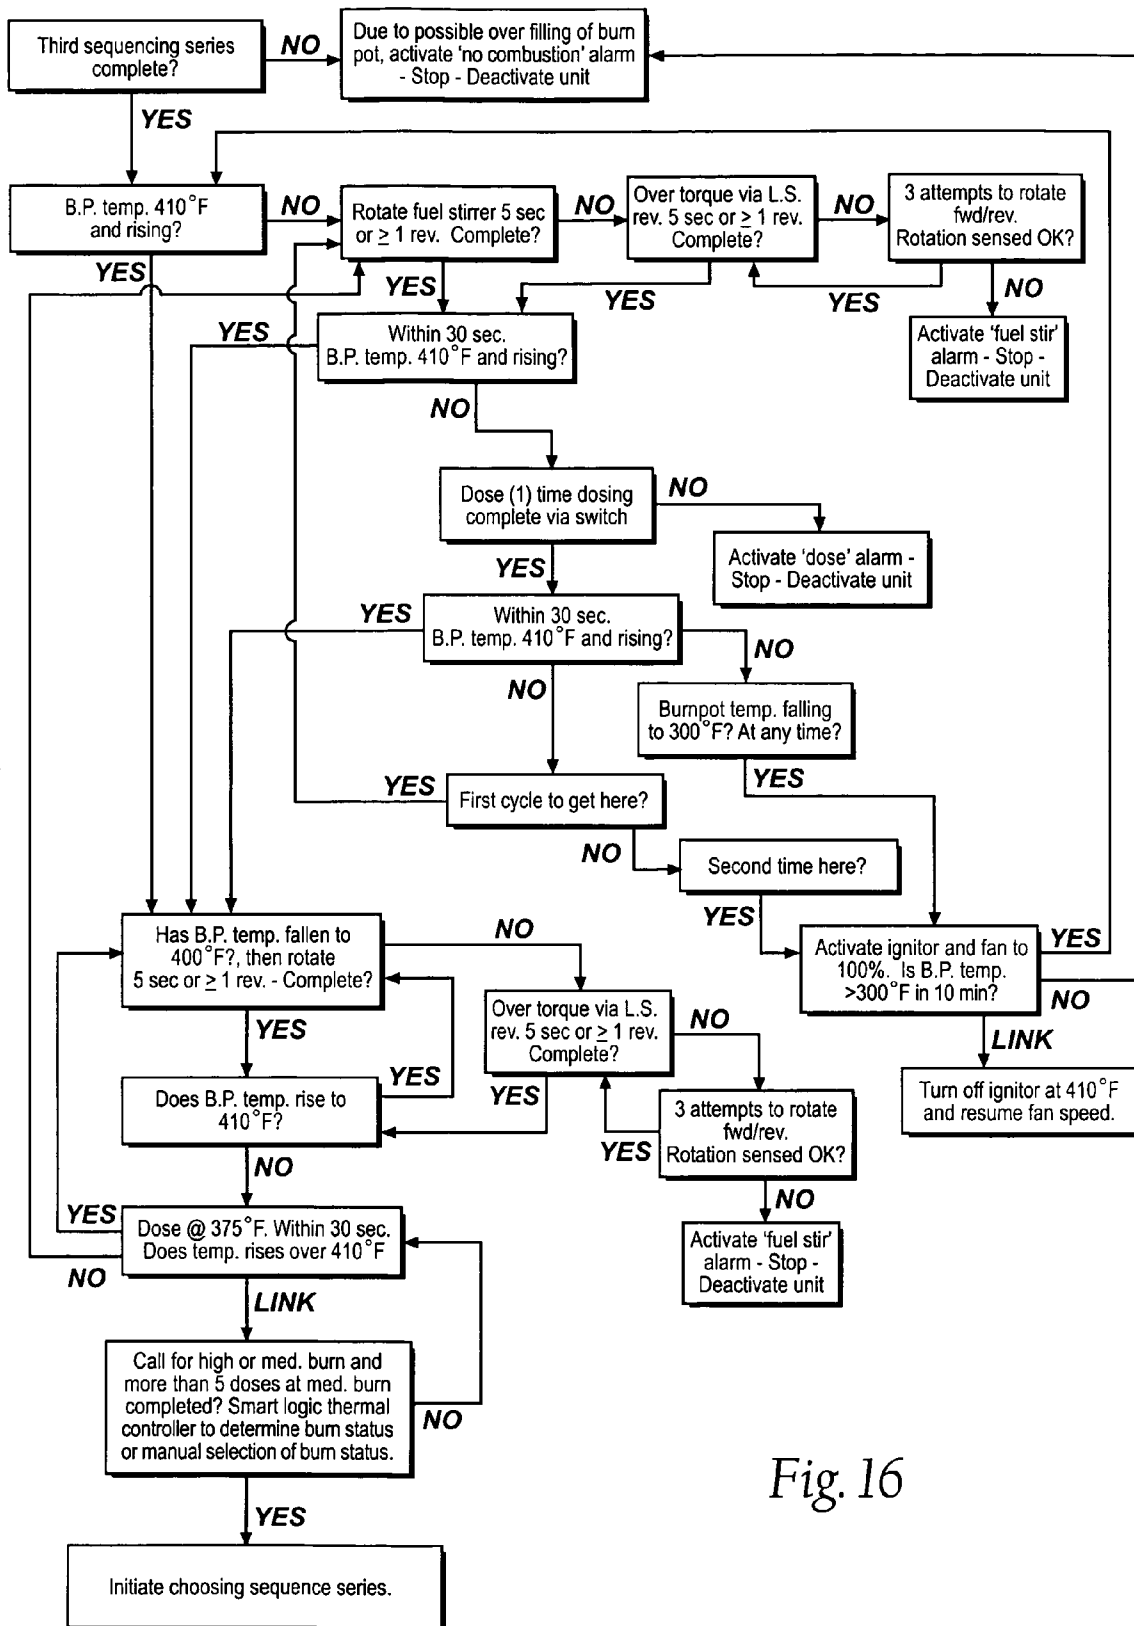 Third sequencing series
complete?
NO
Due to possible over filling of burn
pot, activate 'no combustion' alarm
- Stop - Deactivate unit
YES
B.P. temp. 410°F
and rising?
NO
Rotate fuel stirrer 5 sec
or ≥ 1 rev. Complete?
NO
Over torque via L.S.
rev. 5 sec or ≥ 1 rev.
Complete?
NO
3 attempts to rotate
fwd/rev.
Rotation sensed OK?
YES
YES
YES
YES
NO
Activate 'fuel stir'
alarm - Stop -
Deactivate unit
YES
Within 30 sec.
B.P. temp. 410°F and rising?
NO
Dose (1) time dosing
complete via switch
NO
Activate 'dose' alarm -
Stop - Deactivate unit
YES
YES
Within 30 sec.
B.P. temp. 410°F and rising?
NO
NO
Burnpot temp. falling
to 300°F? At any time?
YES
YES
First cycle to get here?
NO
Second time here?
YES
Has B.P. temp. fallen to
400°F?, then rotate
5 sec or ≥ 1 rev. - Complete?
NO
Activate ignitor and fan to
100%. Is B.P. temp.
>300°F in 10 min?
YES
NO
LINK
Turn off ignitor at 410°F
and resume fan speed.
YES
Over torque via L.S.
rev. 5 sec or ≥ 1 rev.
Complete?
NO
YES
Does B.P. temp. rise to
410°F?
YES
3 attempts to rotate
fwd/rev.
Rotation sensed OK?
YES
NO
NO
Activate 'fuel stir'
alarm - Stop -
Deactivate unit
YES
Dose @ 375°F. Within 30 sec.
Does temp. rises over 410°F
NO
LINK
Call for high or med. burn and
more than 5 doses at med. burn
completed? Smart logic thermal
controller to determine burn status
or manual selection of burn status.
NO
YES
Initiate choosing sequence series.
Fig. 16